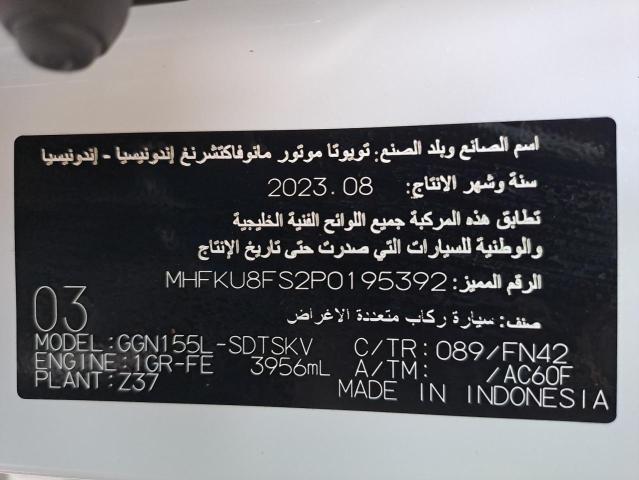 اسم الصانع وبلد الصنع: تويوتا موتور مانوفاكتشرنغ إندونيسيا - إندونيسيا
سنة وشهر الانتاج: 2023.08
تطابق هذه المركبة جميع اللوائح الفنية الخليجية
والوطنية للسيارات التي صدرت حتى تاريخ الإنتاج
الرقم المميز: MHFKU8FS2P0195392
صنف: سيارة ركاب متعددة الاغراض
03
MODEL:GGN155L-SDTSKV C/TR:089/FN42
ENGINE:1GR-FE 3956mL A/TM: /AC60F
PLANT:Z37 MADE IN INDONESIA